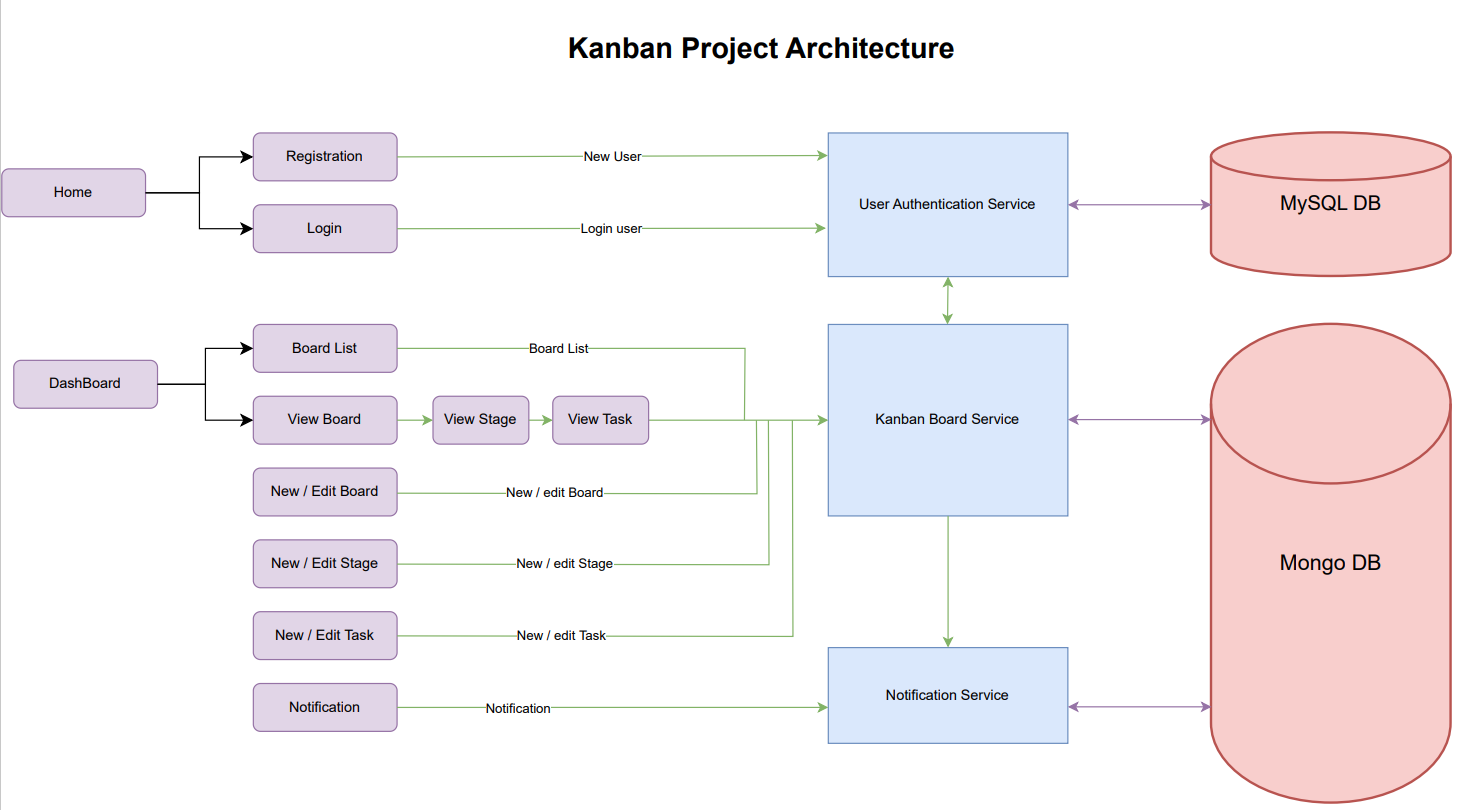 Kanban Project Architecture
Registration
New User
Home
User Authentication Service
MySQL DB
Login
Login user
Board List
Board List
DashBoard
View Board
View Stage
View Task
Kanban Board Service
New / Edit Board
New / edit Board
New / Edit Stage
New / edit Stage
Mongo DB
New / Edit Task
New / edit Task
Notification
Notification
Notification Service